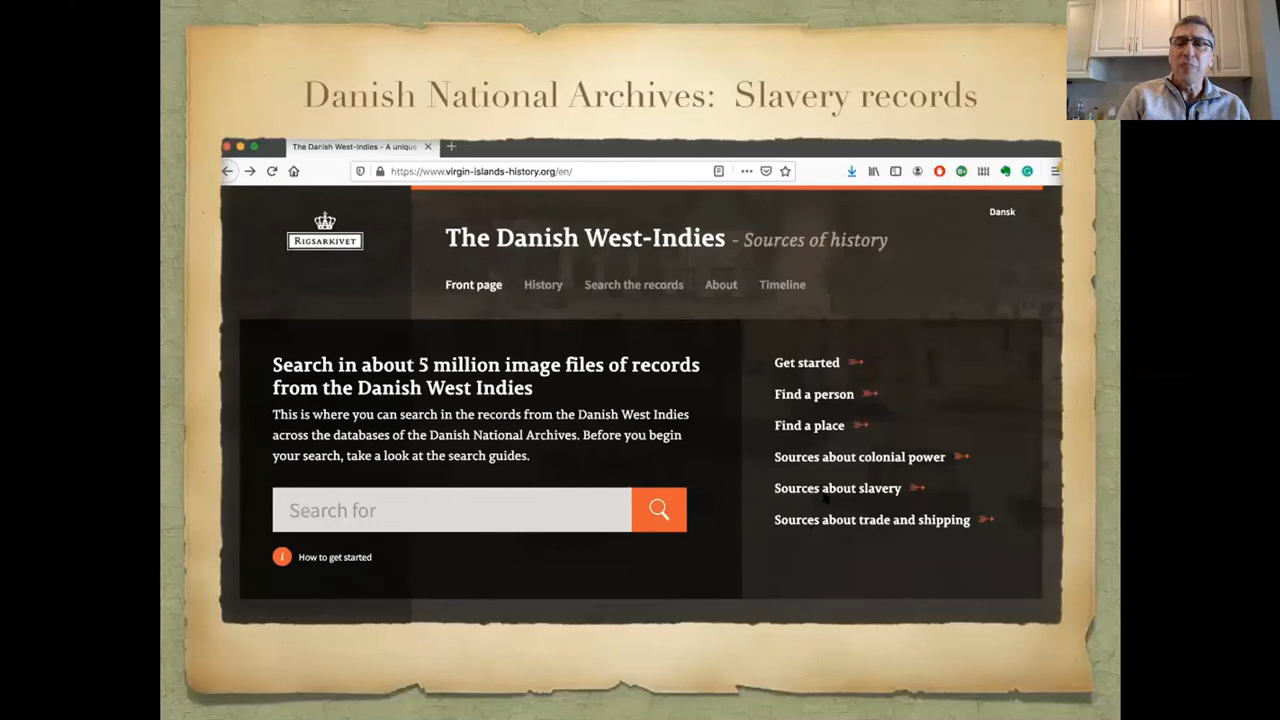 Danish National Archives: Slavery records
The Danish West-Indies - A uniqu
https://www.virgin-islands-history.org/en/
Dansk
RIGSARKIVET
The Danish West-Indies - Sources of history
Front page History Search the records About Timeline
Search in about 5 million image files of records
from the Danish West Indies
This is where you can search in the records from the Danish West Indies
across the databases of the Danish National Archives. Before you begin
your search, take a look at the search guides.
Search for
How to get started
Get started
Find a person
Find a place
Sources about colonial power
Sources about slavery
Sources about trade and shipping